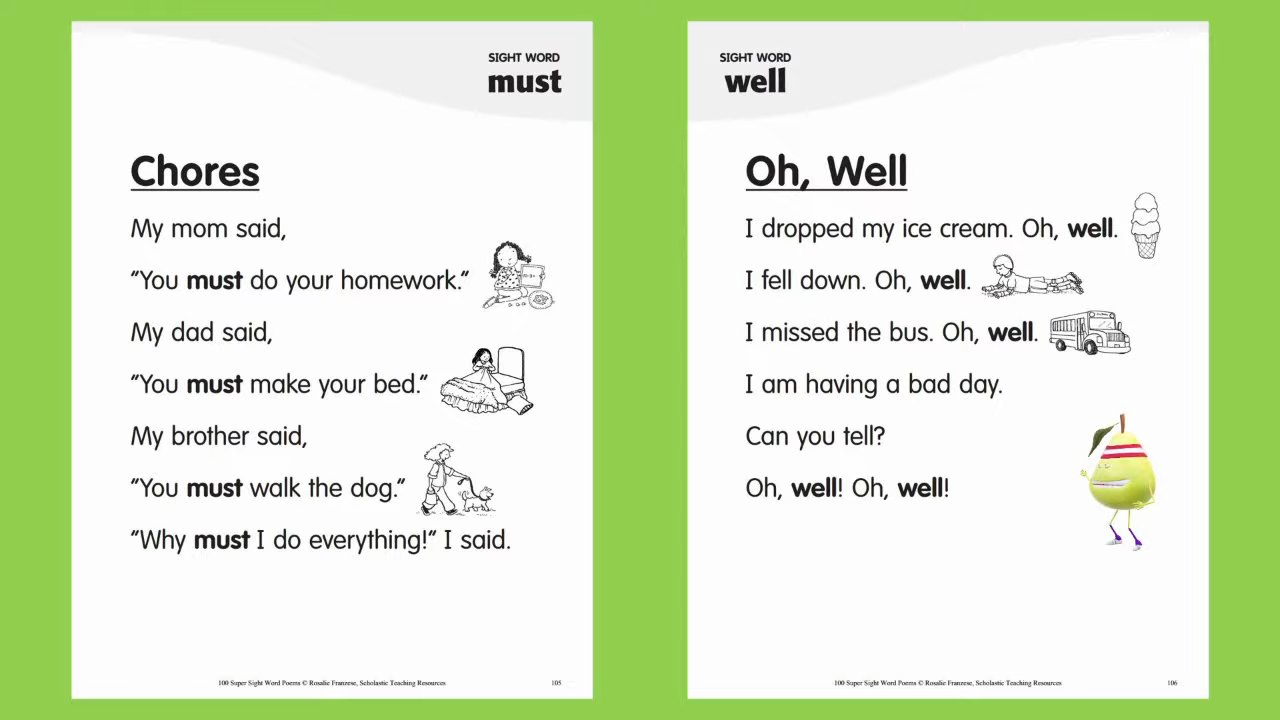 SIGHT WORD
must
Chores
My mom said,
"You must do your homework."
My dad said,
"You must make your bed."
My brother said,
"You must walk the dog."
"Why must I do everything!" I said.
100 Super Sight Word Poems © Rosalie Franzese, Scholastic Teaching Resources
105
SIGHT WORD
well
Oh, Well
I dropped my ice cream. Oh, well.
I fell down. Oh, well.
I missed the bus. Oh, well.
I am having a bad day.
Can you tell?
Oh, well! Oh, well!
100 Super Sight Word Poems © Rosalie Franzese, Scholastic Teaching Resources
106